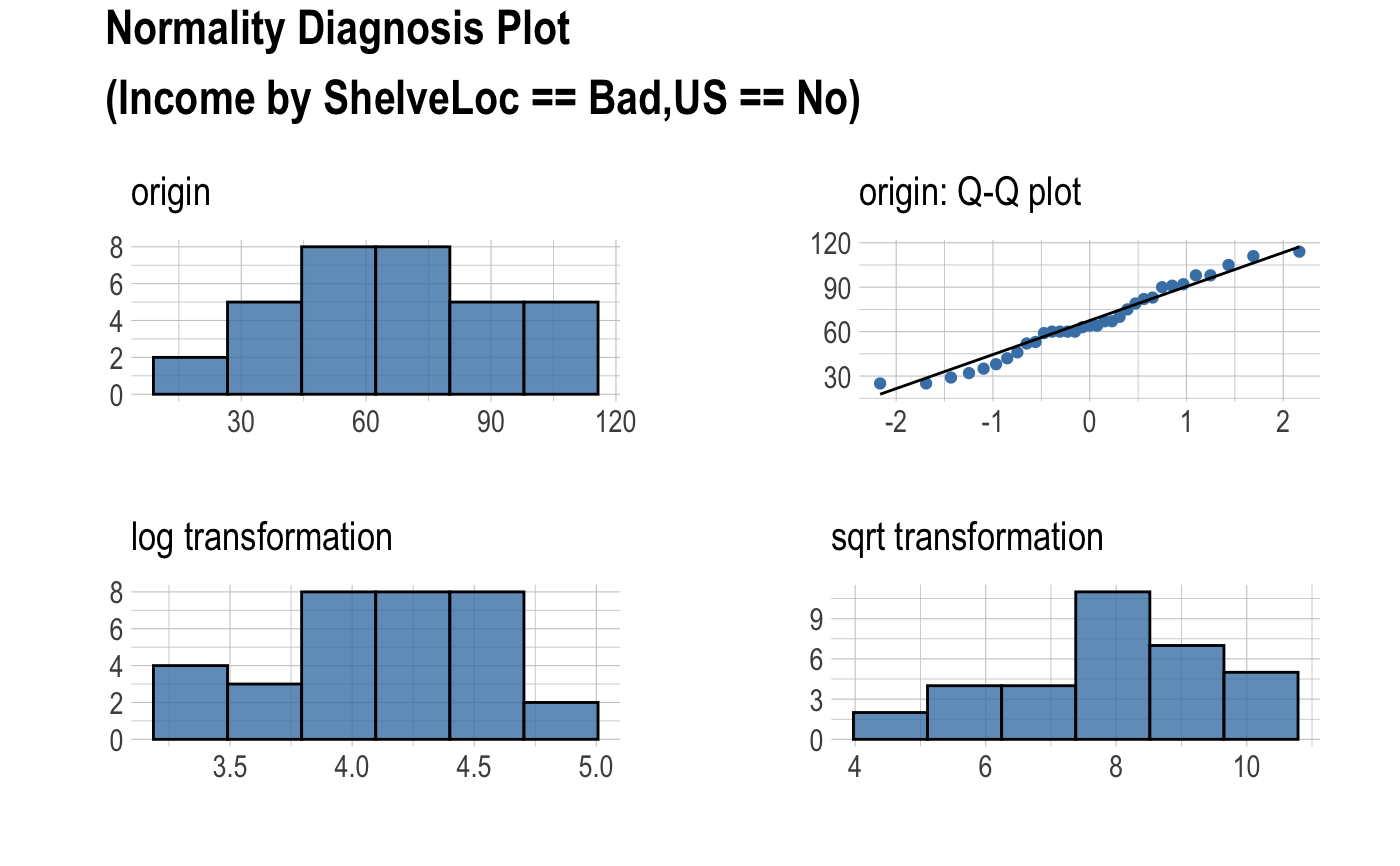 Normality Diagnosis Plot
(Income by ShelveLoc == Bad,US == No)
origin
8
6
4
2
0
30 60 90 120
origin: Q-Q plot
120
90
60
30
-2 -1 0 1 2
log transformation
8
6
4
2
0
3.5 4.0 4.5 5.0
sqrt transformation
9
6
3
0
4 6 8 10